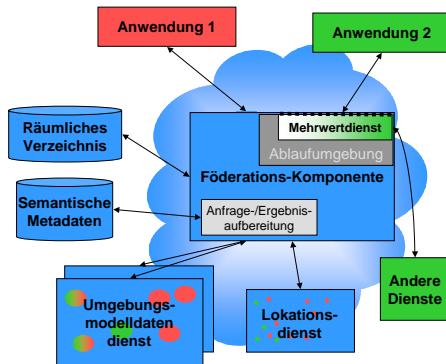 Anwendung 1
Anwendung 2
Mehrwertdienst
Ablaufumgebung
Räumliches
Verzeichnis
Föderations-Komponente
Semantische
Metadaten
Anfrage-/Ergebnis-
aufbereitung
Andere
Dienste
Umgebungs-
modelldaten
dienst
Lokations-
dienst